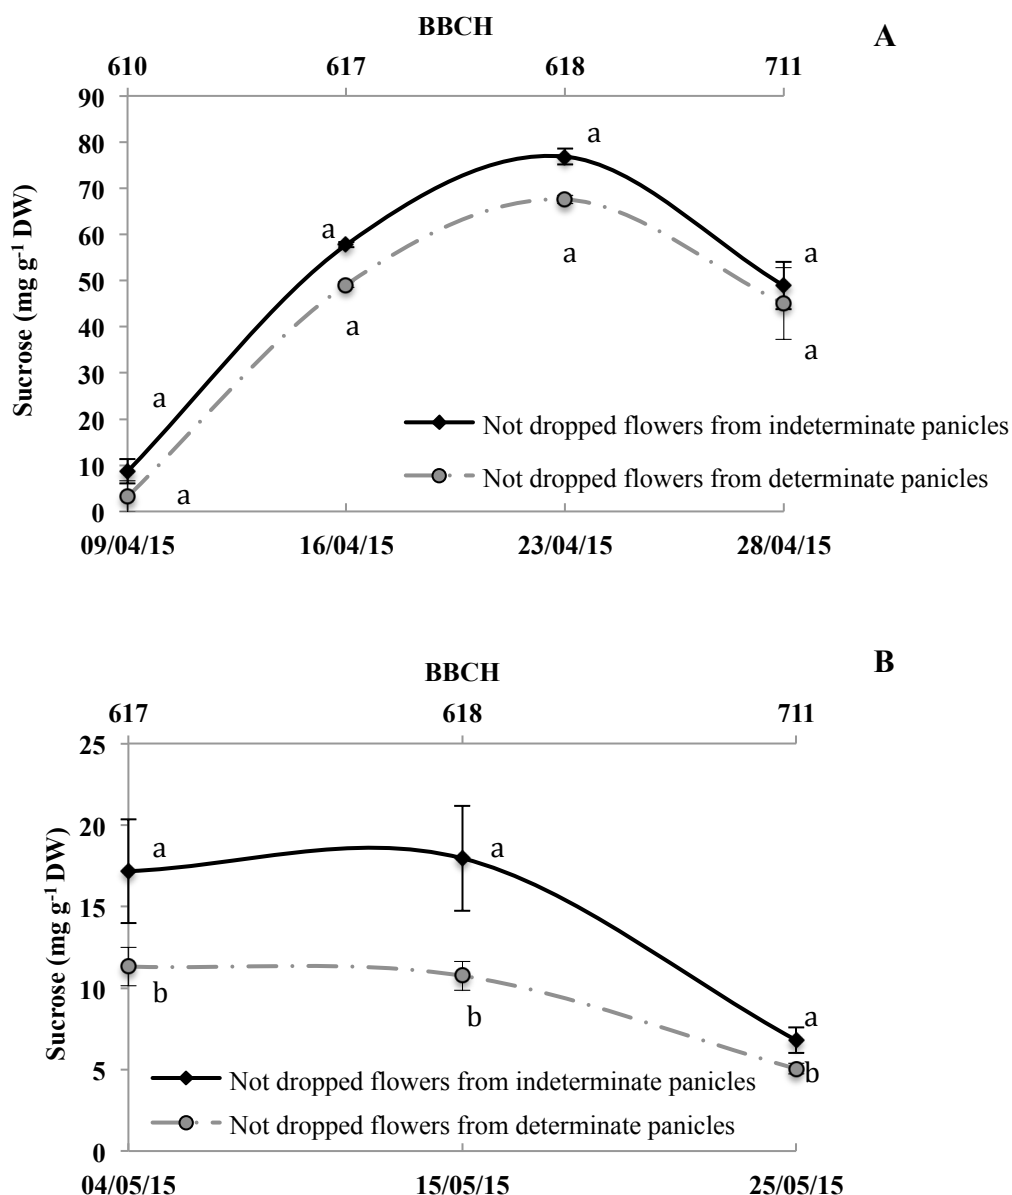 BBCH
A
610 617 618 711
90
80
70
60
50
40
30
20
10
0
Sucrose (mg g-1 DW)
a
a
a
a
a
a
a
a
Not dropped flowers from indeterminate panicles
Not dropped flowers from determinate panicles
09/04/15 16/04/15 23/04/15 28/04/15
BBCH
B
617 618 711
25
20
15
10
5
0
Sucrose (mg g-1 DW)
a
a
b
b
a
b
Not dropped flowers from indeterminate panicles
Not dropped flowers from determinate panicles
04/05/15 15/05/15 25/05/15